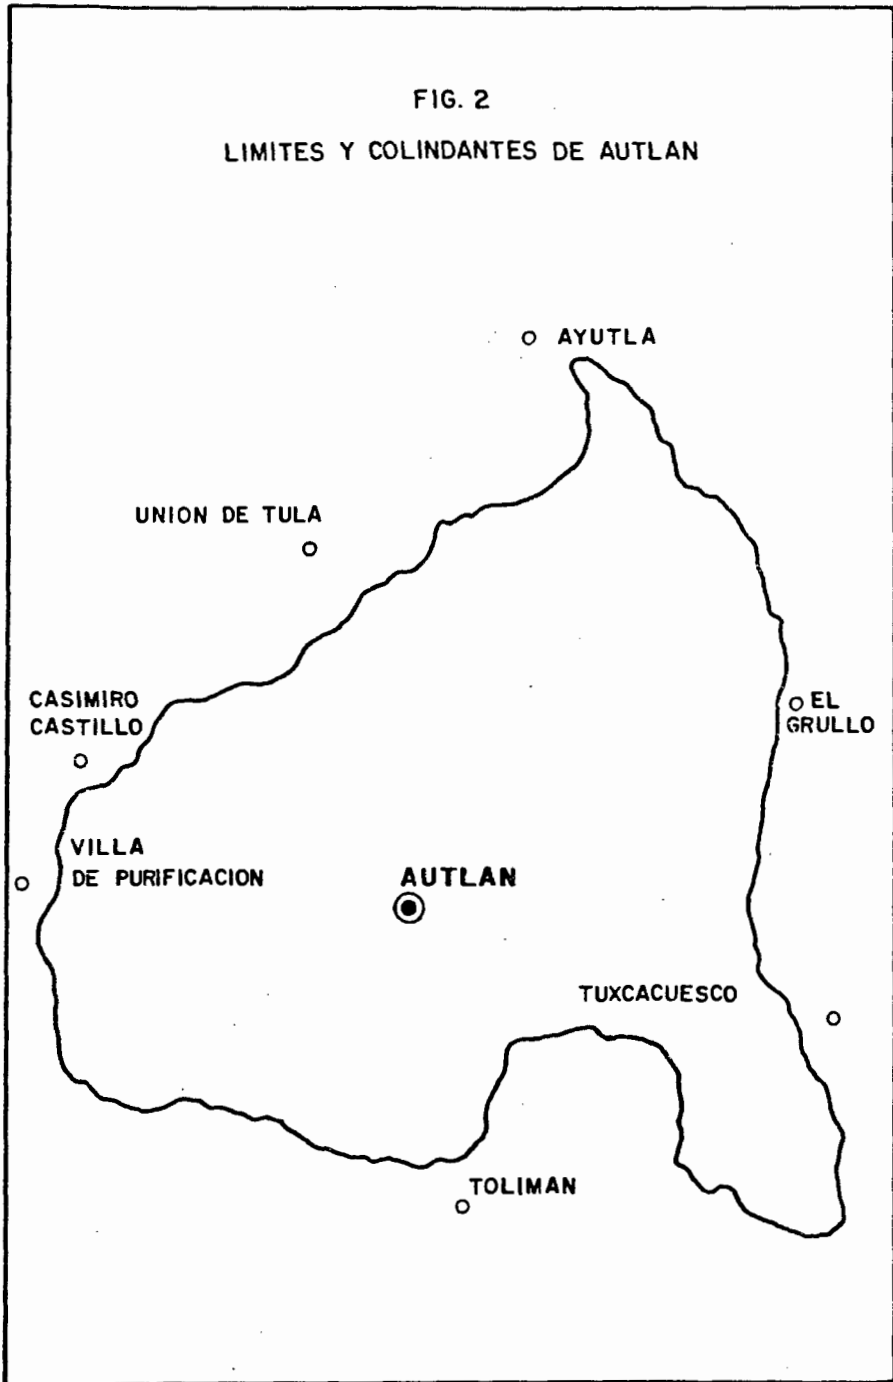 FIG. 2
LIMITES Y COLINDANTES DE AUTLAN
AYUTLA
UNION DE TULA
CASIMIRO
CASTILLO
EL
GRULLO
VILLA
DE PURIFICACION
AUTLAN
TUXCACUESCO
TOLIMAN